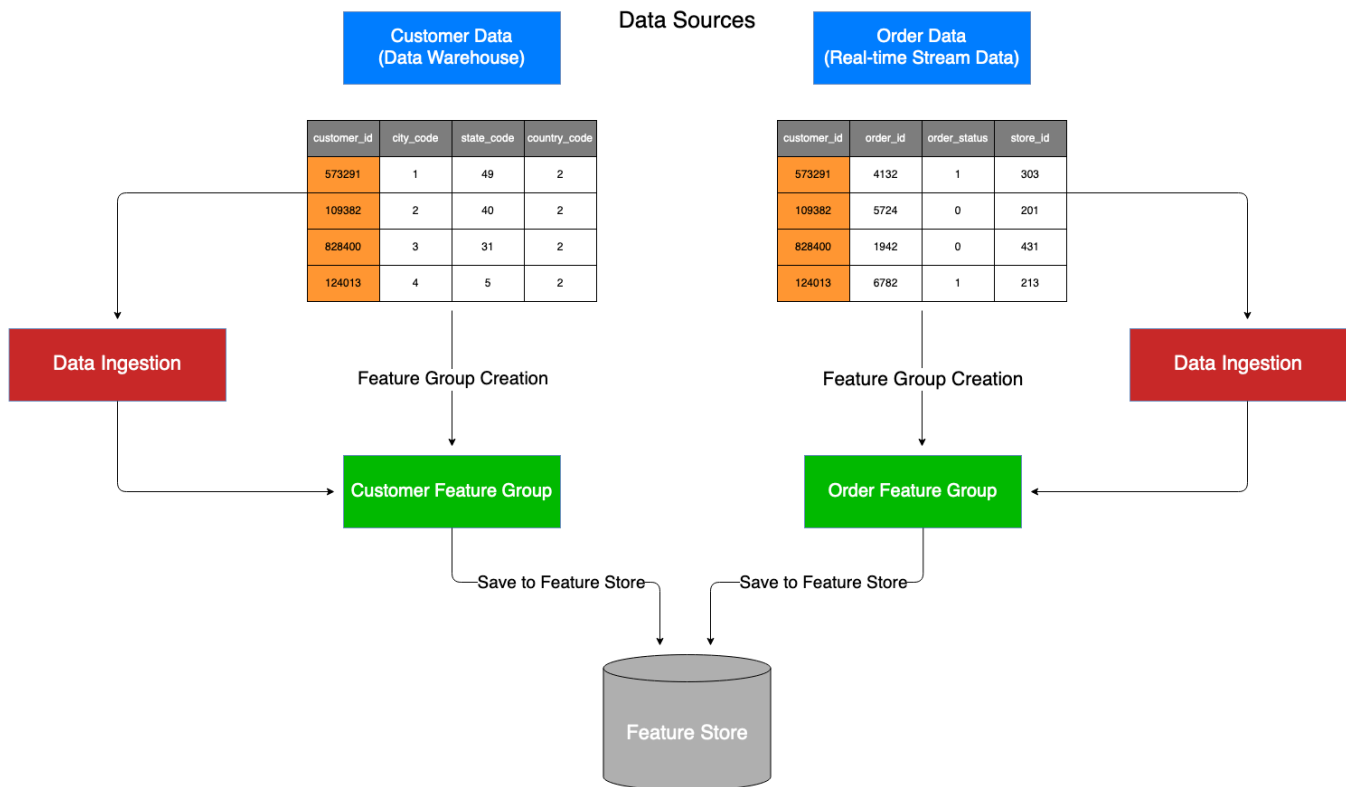 Data Sources
Customer Data
(Data Warehouse)
Order Data
(Real-time Stream Data)
customer_id city_code state_code country_code
573291 1 49 2
109382 2 40 2
828400 3 31 2
124013 4 5 2
customer_id order_id order_status store_id
573291 4132 1 303
109382 5724 0 201
828400 1942 0 431
124013 6782 1 213
Data Ingestion
Feature Group Creation
Feature Group Creation
Data Ingestion
Customer Feature Group
Order Feature Group
Save to Feature Store
Save to Feature Store
Feature Store